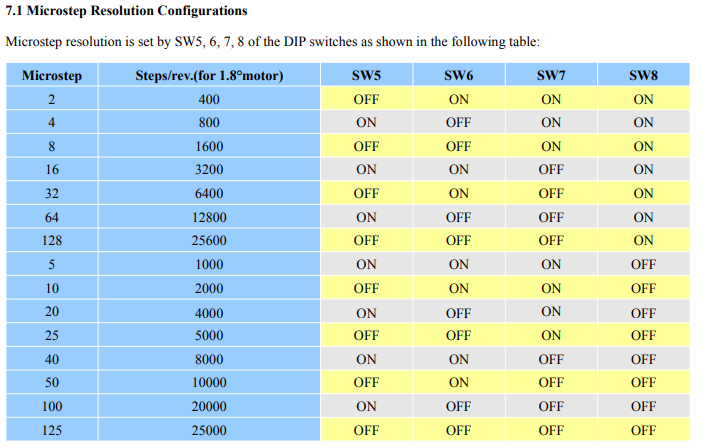 7.1 Microstep Resolution Configurations
Microstep resolution is set by SW5, 6, 7, 8 of the DIP switches as shown in the following table:
Microstep Steps/rev.(for 1.8°motor) SW5 SW6 SW7 SW8
2 400 OFF ON ON ON
4 800 ON OFF ON ON
8 1600 OFF OFF ON ON
16 3200 ON ON OFF ON
32 6400 OFF ON OFF ON
64 12800 ON OFF OFF ON
128 25600 OFF OFF OFF ON
5 1000 ON ON ON OFF
10 2000 OFF ON ON OFF
20 4000 ON OFF ON OFF
25 5000 OFF OFF ON OFF
40 8000 ON ON OFF OFF
50 10000 OFF ON OFF OFF
100 20000 ON OFF OFF OFF
125 25000 OFF OFF OFF OFF